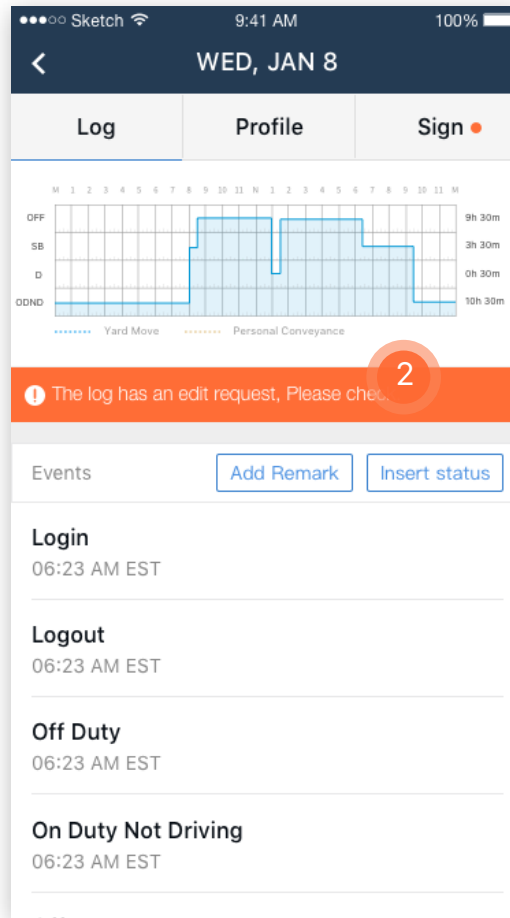 Sketch 9:41 AM 100%
WED, JAN 8
Log Profile Sign
M 1 2 3 4 5 6 7 8 9 10 11 N 1 2 3 4 5 6 7 8 9 10 11 M
OFF 9h 30m
SB 3h 30m
D 0h 30m
ODND 10h 30m
Yard Move Personal Conveyance
2
The log has an edit request, Please
Events Add Remark Insert status
Login
06:23 AM EST
Logout
06:23 AM EST
Off Duty
06:23 AM EST
On Duty Not Driving
06:23 AM EST